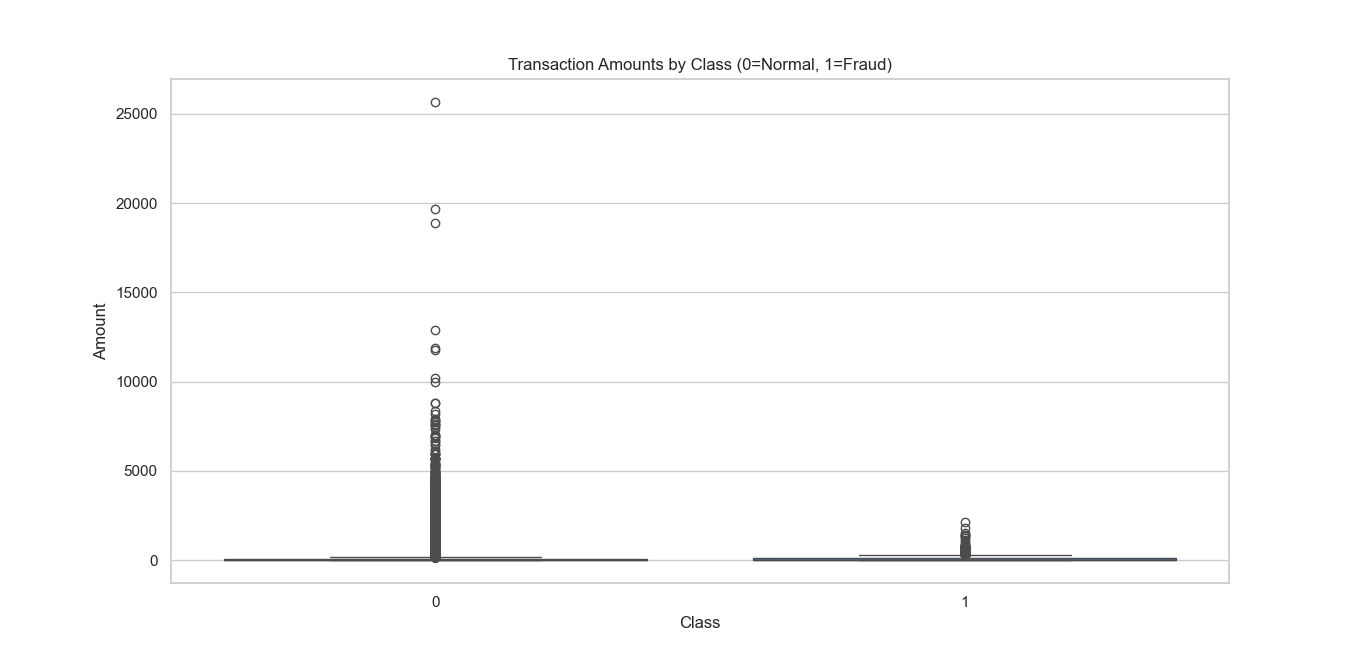 Transaction Amounts by Class (0=Normal, 1=Fraud)
25000
20000
15000
10000
5000
0
Amount
0 1
Class